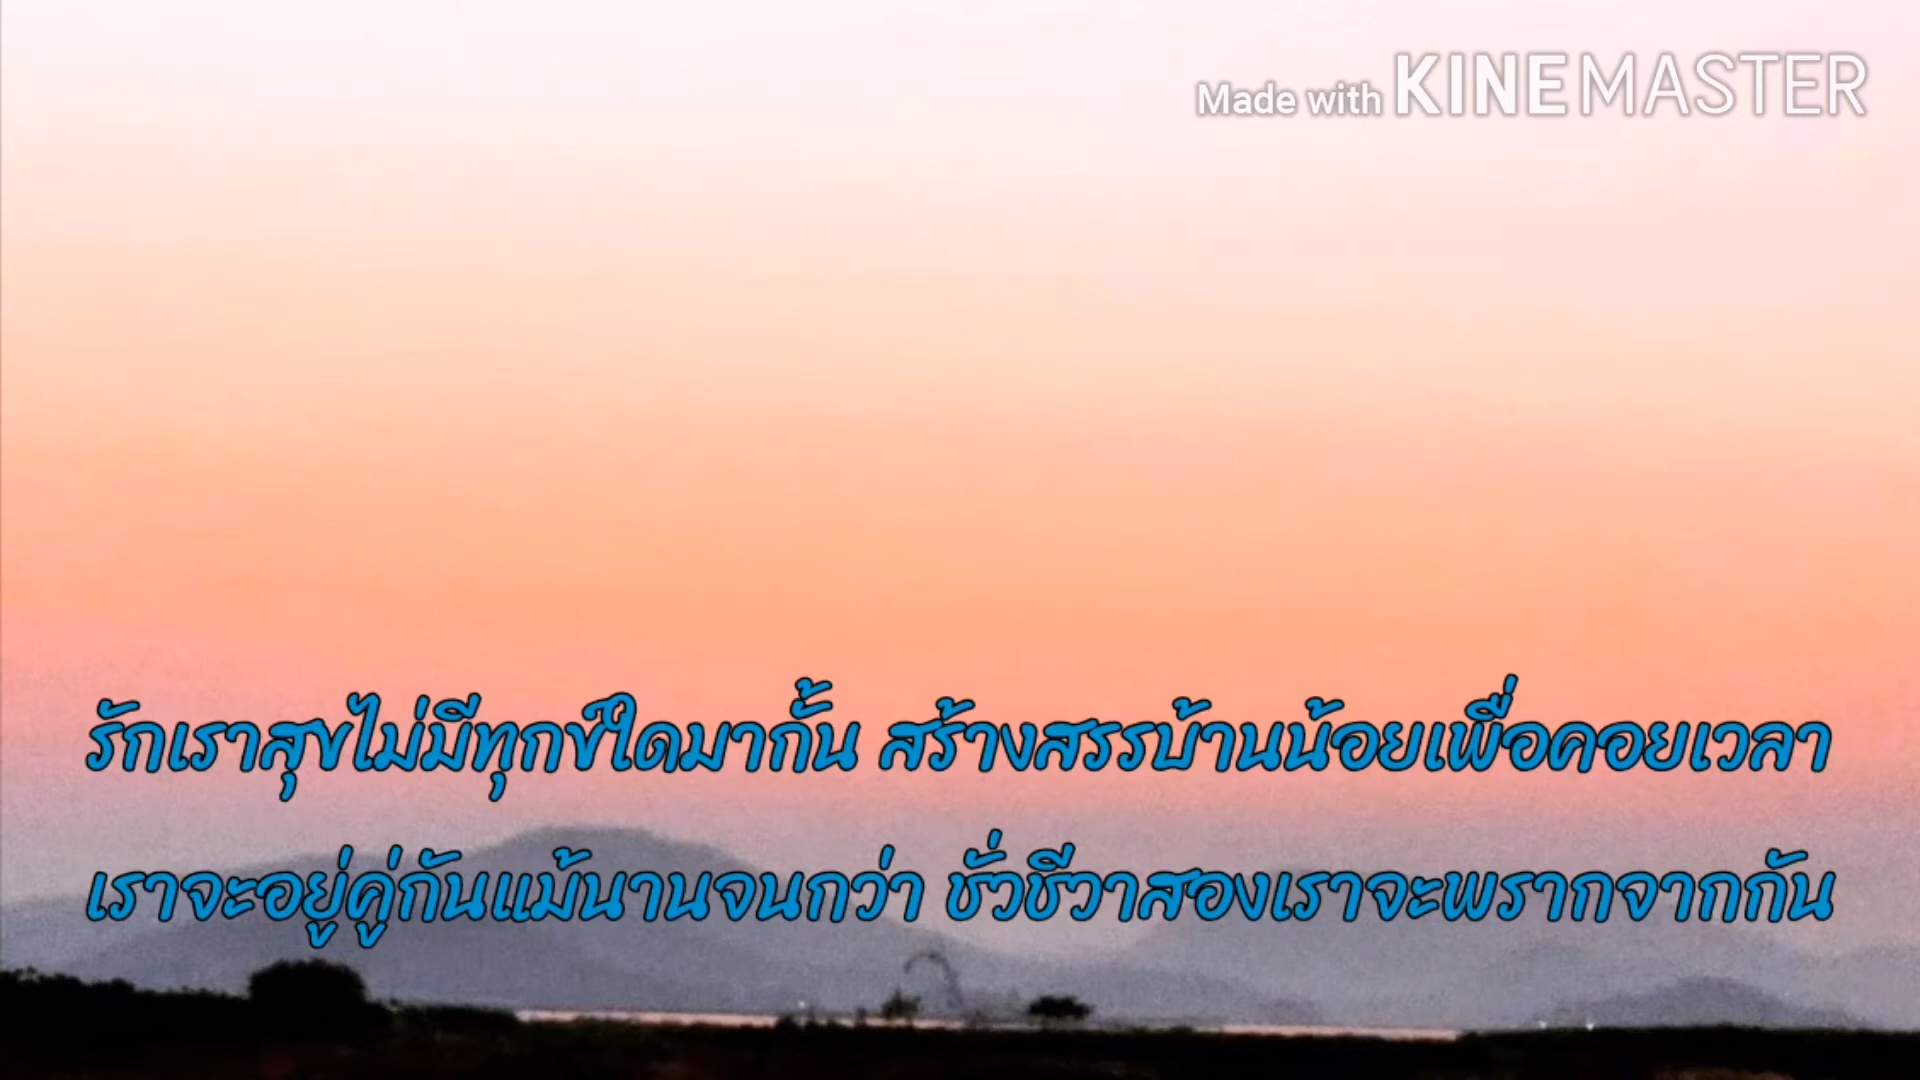 Made with KINEMASTER
รักเราสุขไม่มีทุกข์ใดมากั้น สร้างสรรบ้านน้อยเพื่อคอยเวลา
เราจะอยู่คู่กันแม้นานจนกว่า ชั่วชีวาสองเราจะพรากจากกัน